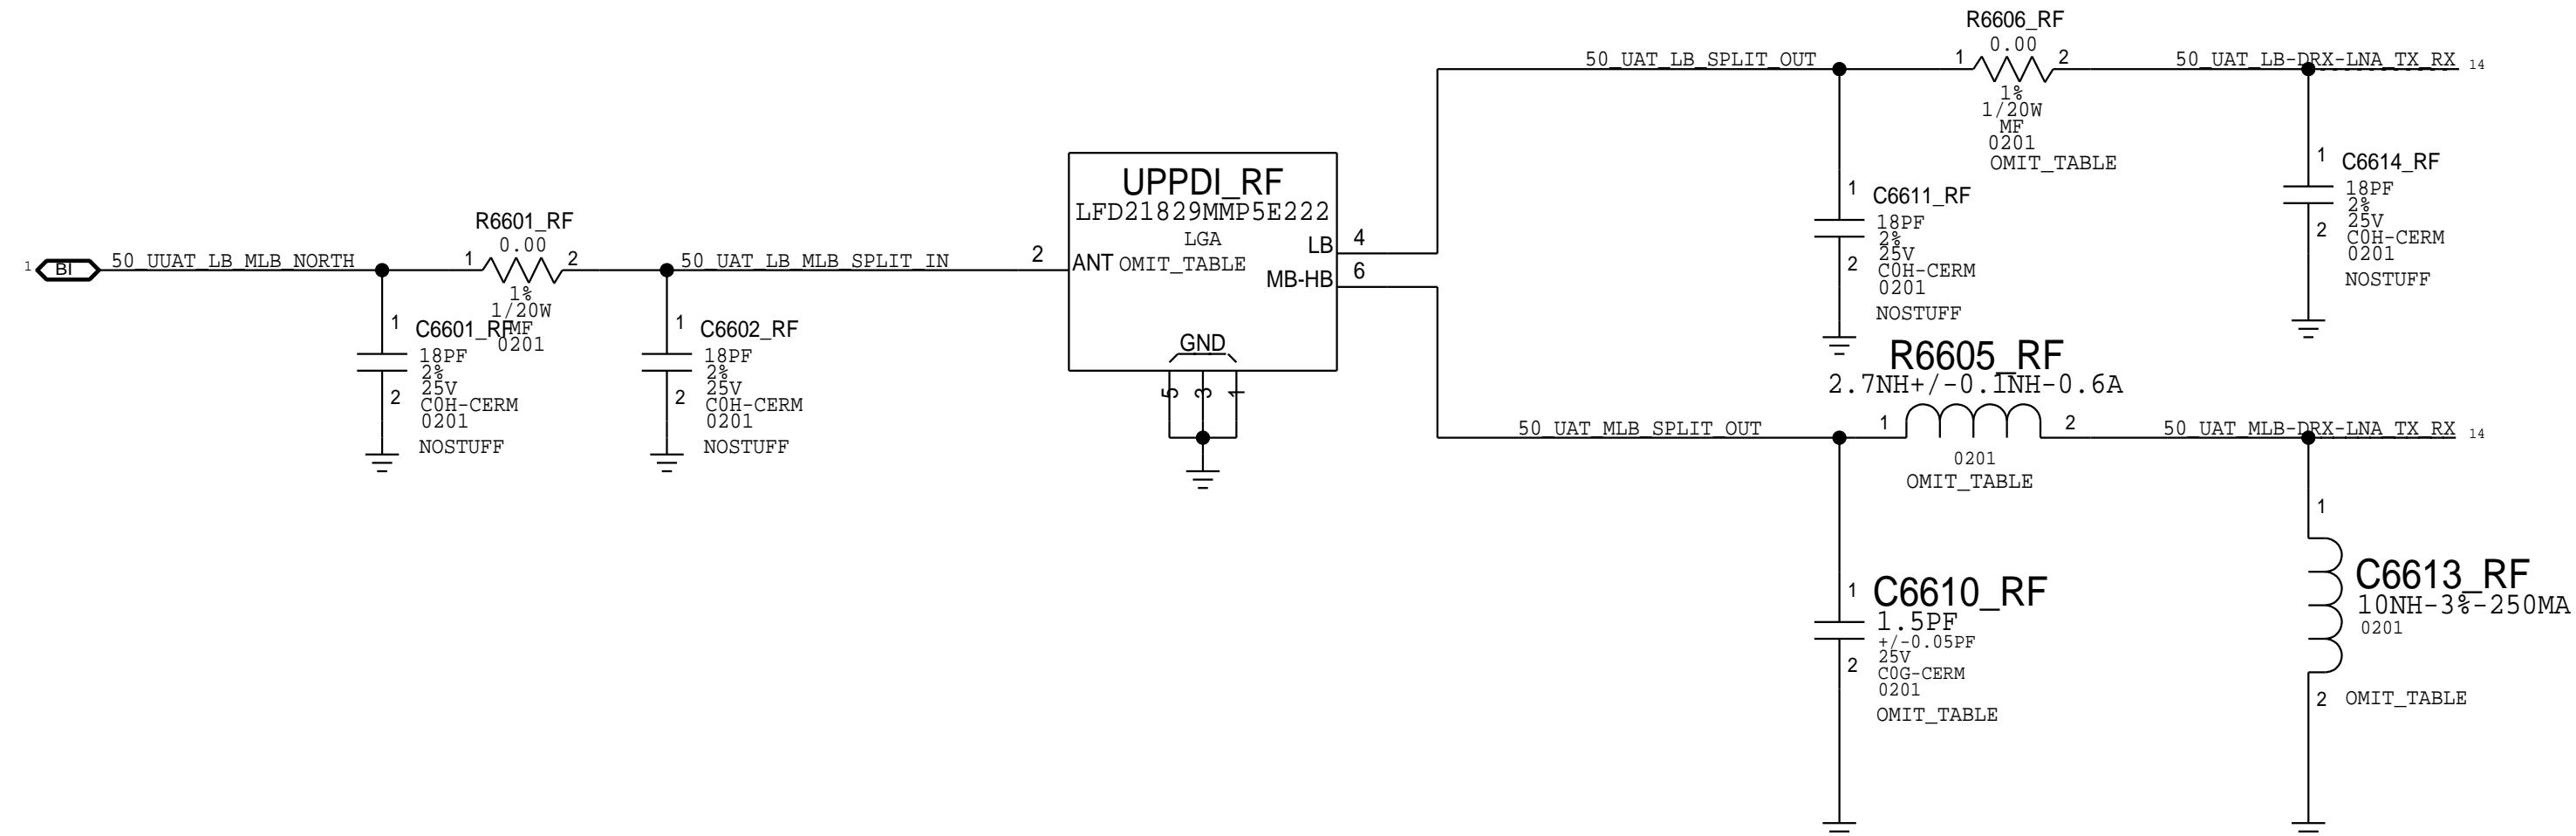 R6606_RF
0.00
50_UAT_LB_SPLIT_OUT
1
2
50_UAT_LB-DRX-LNA_TX_RX
14
1%
1/20W
MF
0201
OMIT_TABLE
1
C6614_RF
18PF
2%
25V
C0H-CERM
0201
NOSTUFF
2
1
C6611_RF
18PF
2%
25V
C0H-CERM
0201
NOSTUFF
2
UPPDI_RF
LFD21829MMP5E222
LGA
OMIT_TABLE
ANT
LB
MB-HB
GND
2
4
6
5
3
1
R6601_RF
0.00
1
BI
50_UUAT_LB_MLB_NORTH
1
2
50_UAT_LB_MLB_SPLIT_IN
1%
1/20W
MF
0201
1
C6601_RF
18PF
2%
25V
C0H-CERM
0201
NOSTUFF
2
1
C6602_RF
18PF
2%
25V
C0H-CERM
0201
NOSTUFF
2
R6605_RF
2.7NH+/-0.1NH-0.6A
50_UAT_MLB_SPLIT_OUT
1
2
50_UAT_MLB-DRX-LNA_TX_RX
14
0201
OMIT_TABLE
1
C6610_RF
1.5PF
+/-0.05PF
25V
C0G-CERM
0201
OMIT_TABLE
2
1
C6613_RF
10NH-3%-250MA
0201
2
OMIT_TABLE